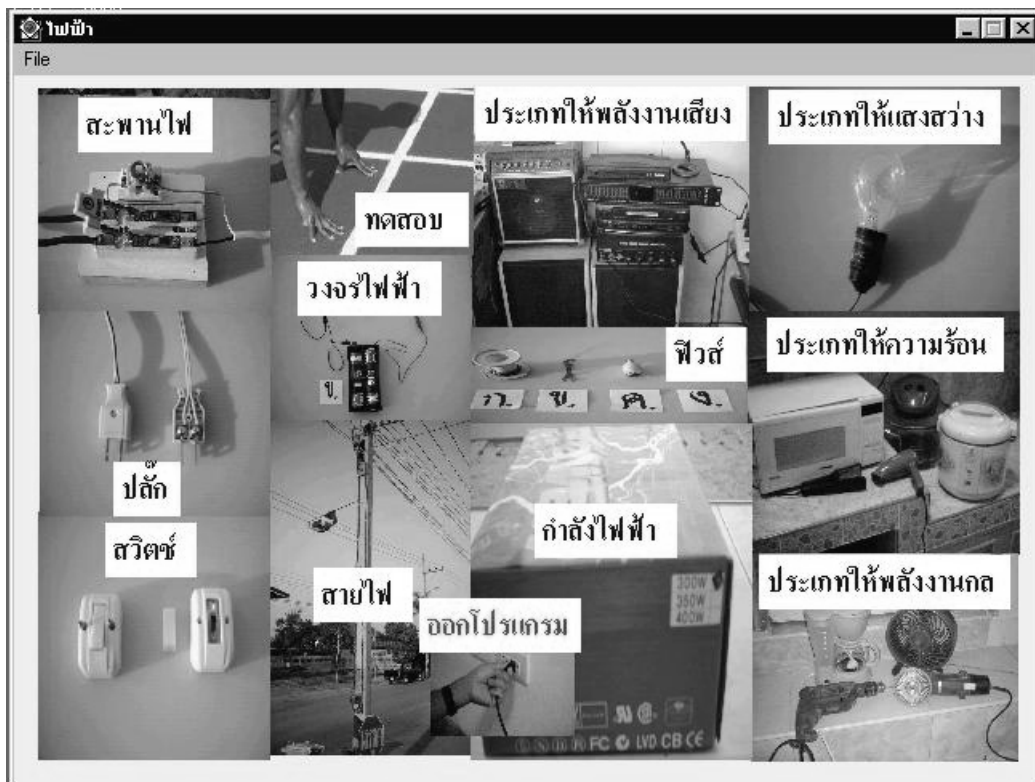 ไฟฟ้า
File
สะพานไฟ
ทดสอบ
ประเภทให้พลังงานเสียง
ประเภทให้แสงสว่าง
วงจรไฟฟ้า
ข.
ฟิวส์
ก. ข. ค. ง.
ประเภทให้ความร้อน
ปลั๊ก
สวิตช์
สายไฟ
กำลังไฟฟ้า
300W
350W
400W
ออกโปรแกรม
ประเภทให้พลังงานกล
FC LVD CB CE